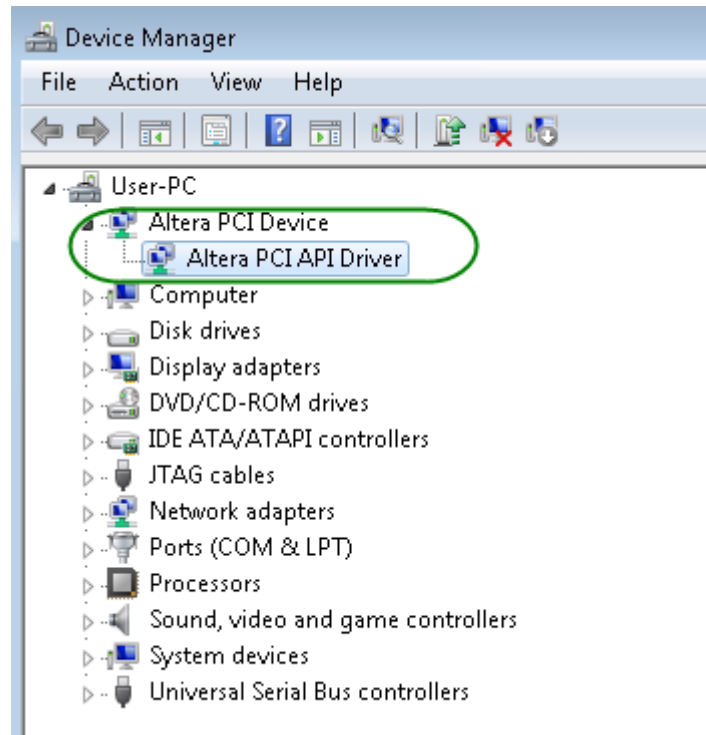 Device Manager
File Action View Help
User-PC
Altera PCI Device
Altera PCI API Driver
Computer
Disk drives
Display adapters
DVD/CD-ROM drives
IDE ATA/ATAPI controllers
JTAG cables
Network adapters
Ports (COM & LPT)
Processors
Sound, video and game controllers
System devices
Universal Serial Bus controllers